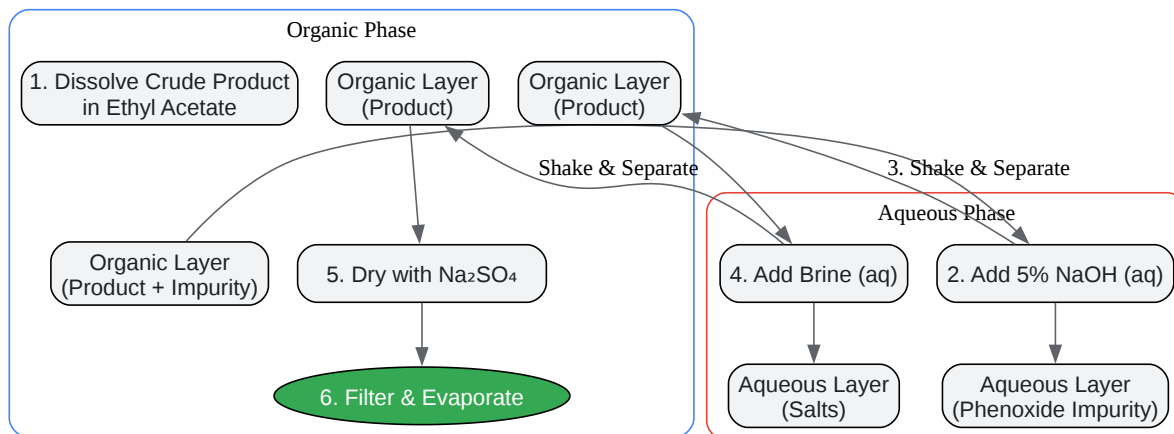 Organic Phase
1. Dissolve Crude Product
in Ethyl Acetate
Organic Layer
(Product)
Organic Layer
(Product)
Shake & Separate
3. Shake & Separate
Aqueous Phase
Organic Layer
(Product + Impurity)
5. Dry with Na₂SO₄
4. Add Brine (aq)
2. Add 5% NaOH (aq)
6. Filter & Evaporate
Aqueous Layer
(Salts)
Aqueous Layer
(Phenoxide Impurity)